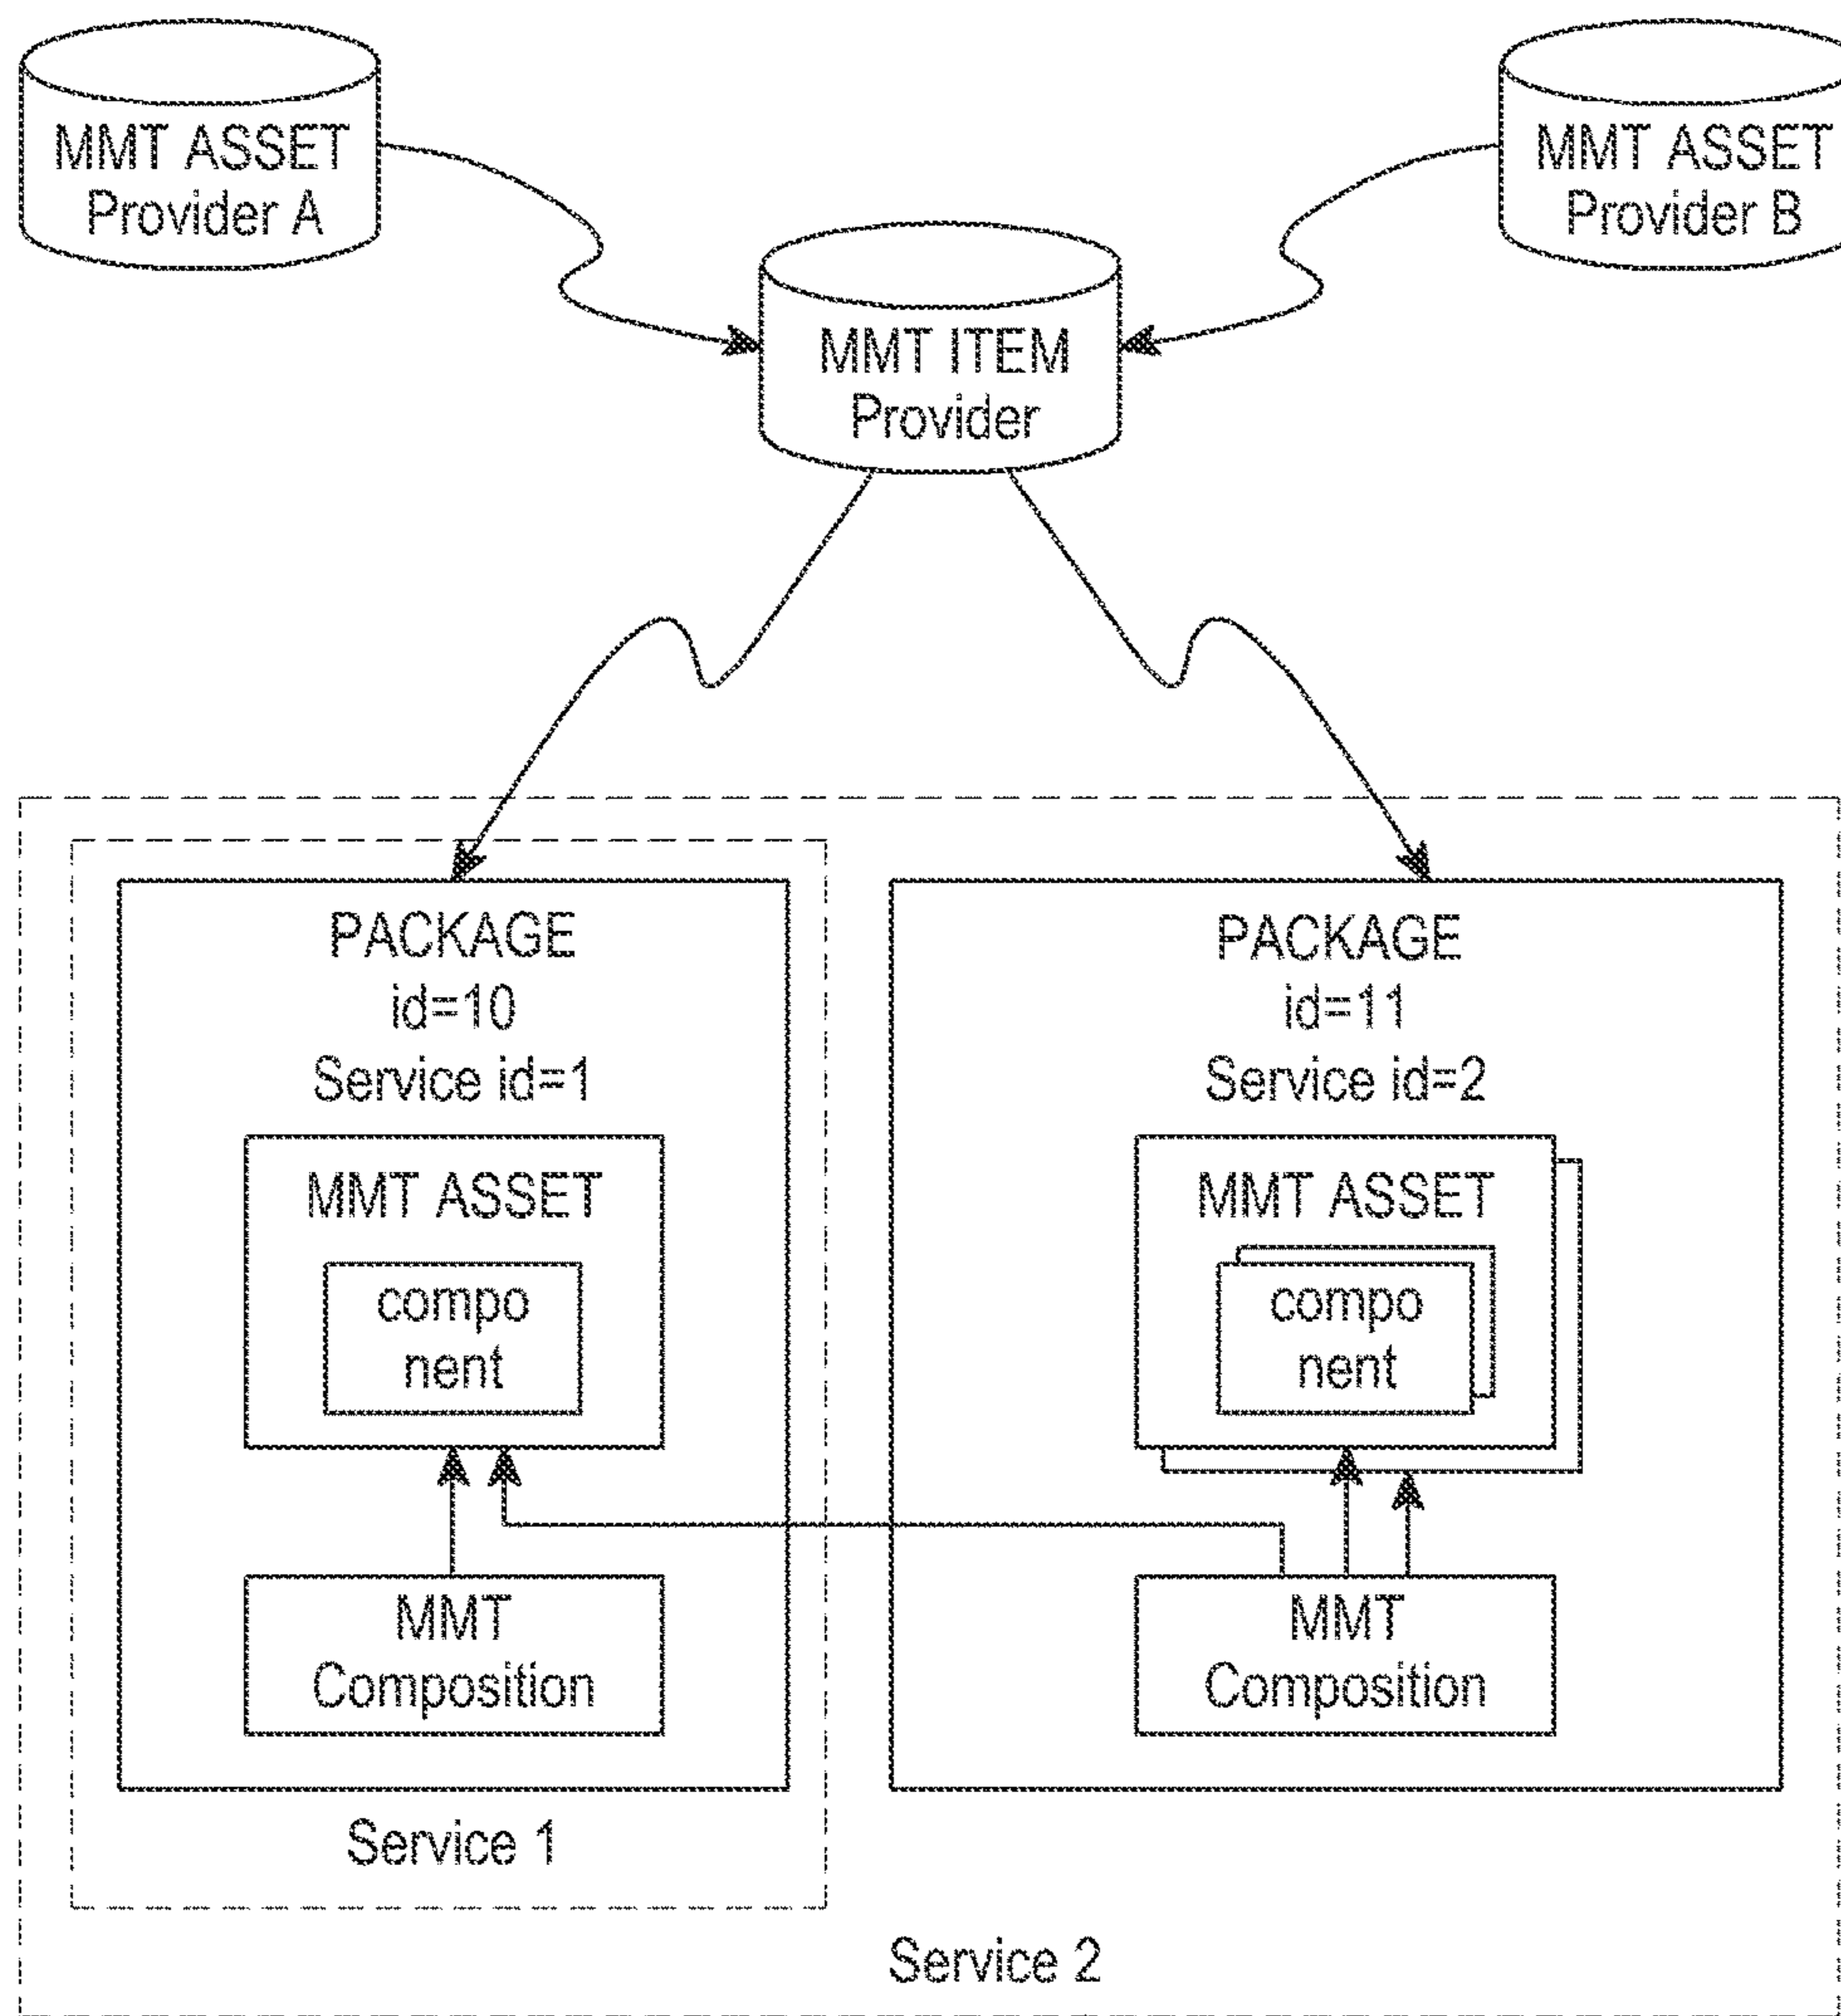 MMT ASSET
Provider A
MMT ASSET
Provider B
MMT ITEM
Provider
PACKAGE
id=10
Service id=1
MMT ASSET
compo
nent
MMT
Composition
Service 1
PACKAGE
id=11
Service id=2
MMT ASSET
compo
nent
MMT
Composition
Service 2